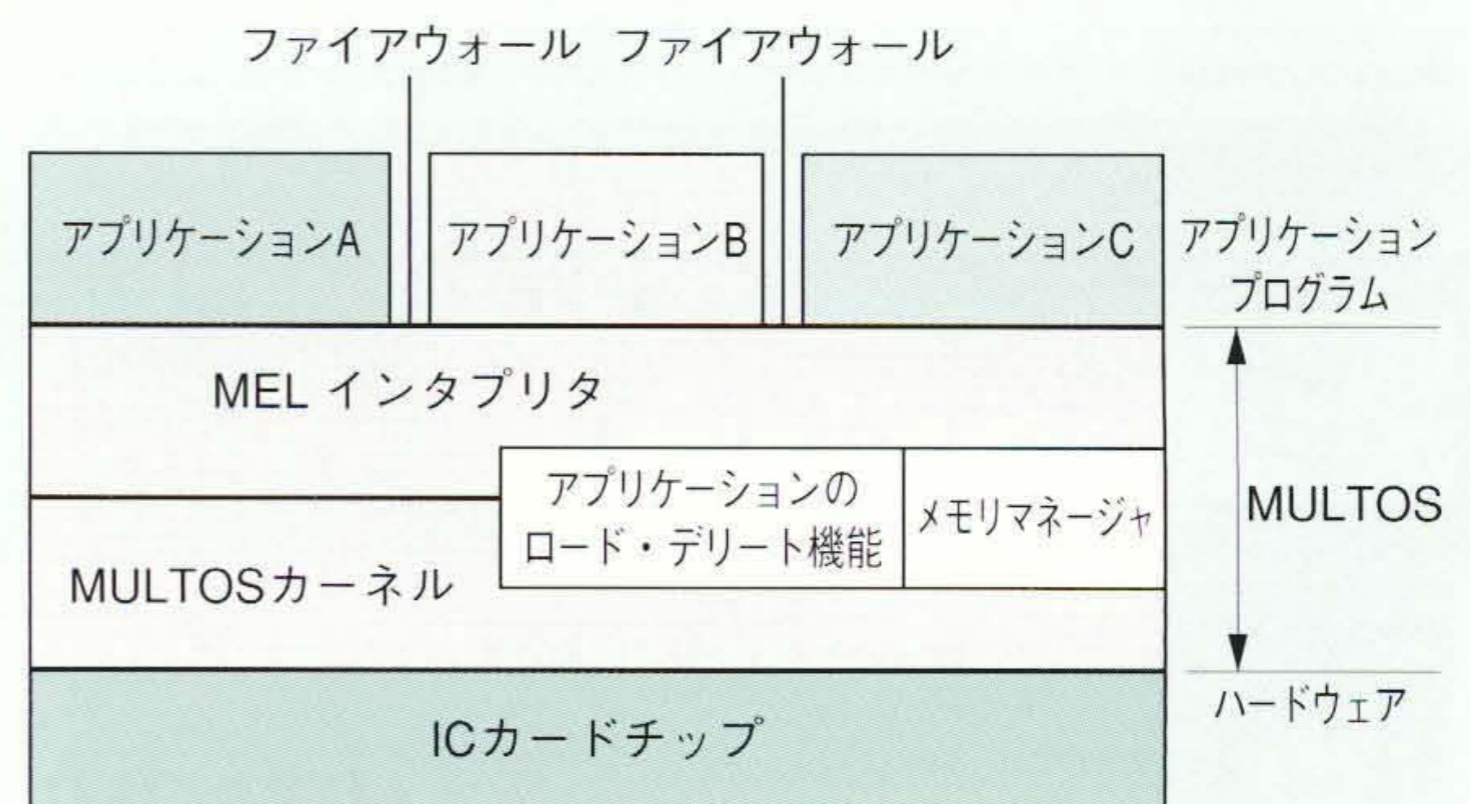 ファイアウォール ファイアウォール
アプリケーションA
アプリケーションB
アプリケーションC
アプリケーション
プログラム
MEL インタプリタ
アプリケーションの
ロード・デリート機能
メモリマネージャ
MULTOS
MULTOSカーネル
ハードウェア
ICカードチップ